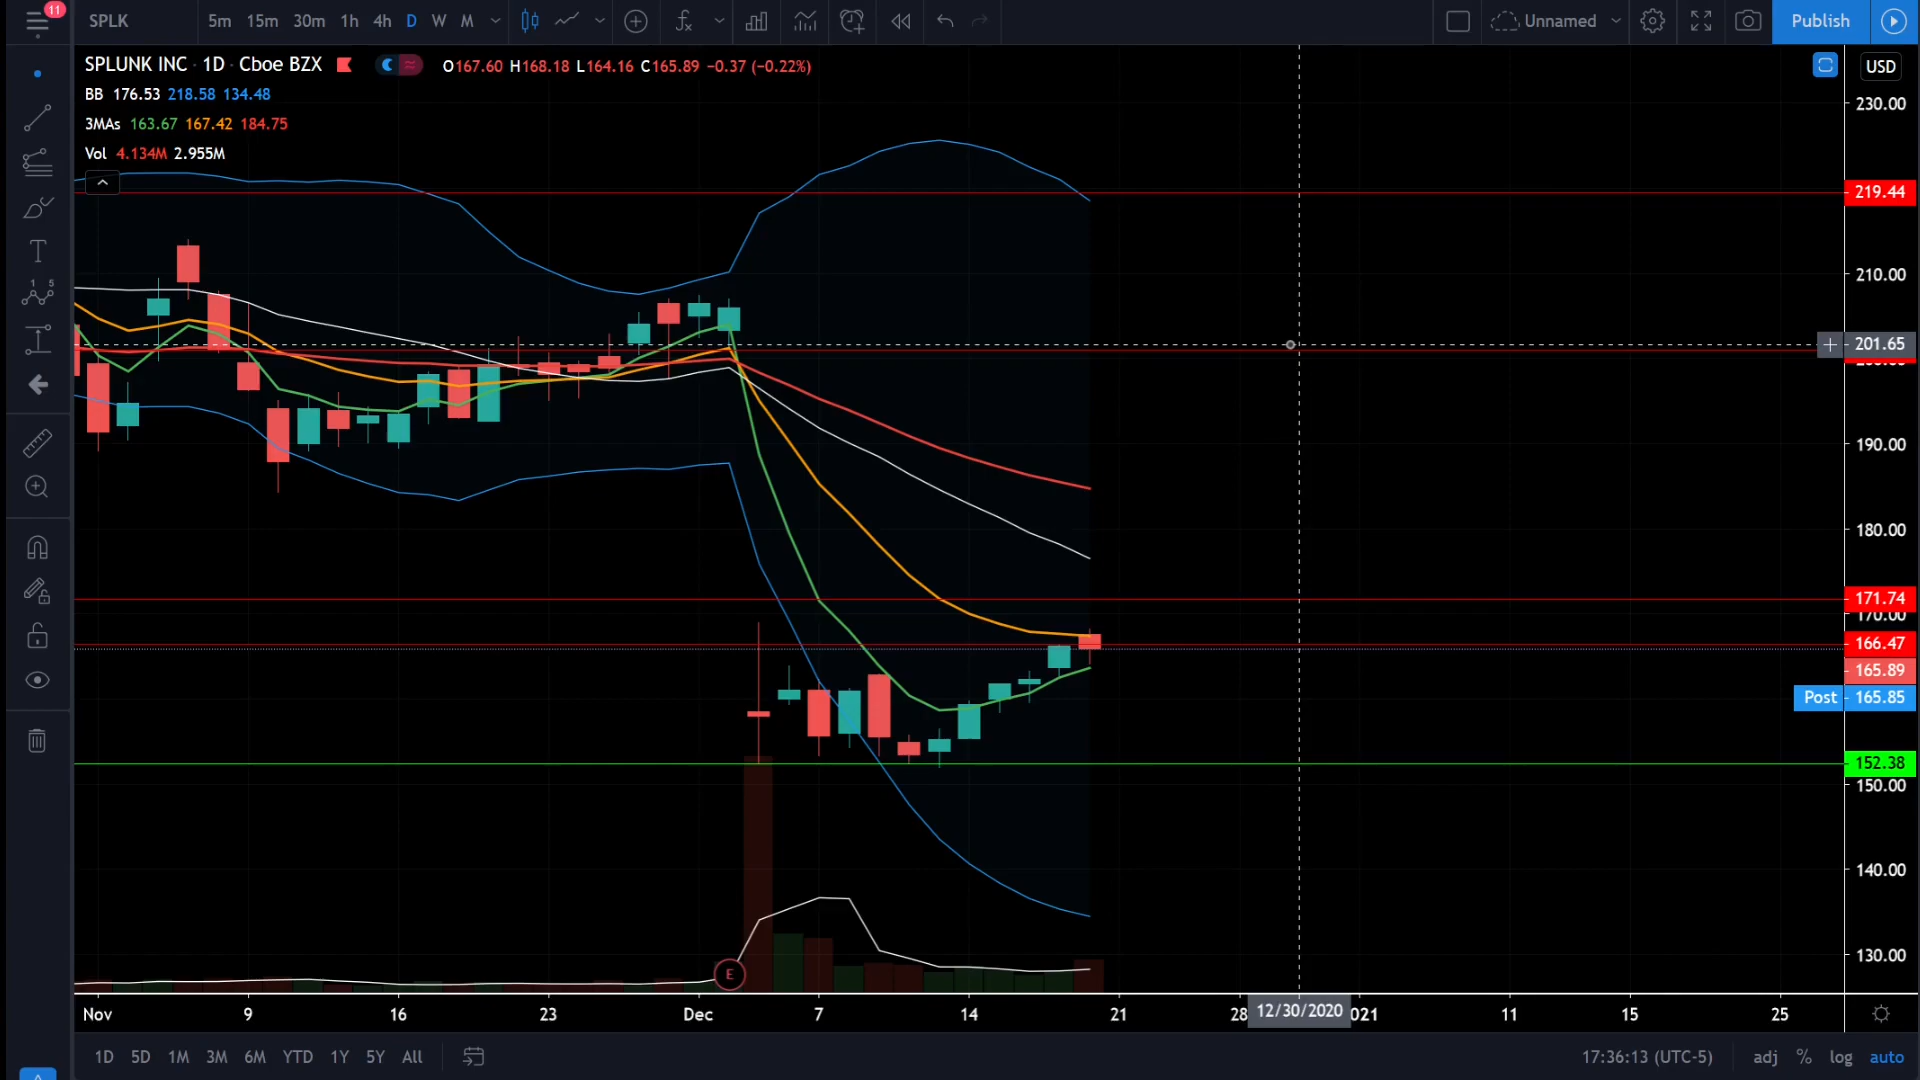 11
SPLK 5m 15m 30m 1h 4h D W M Unnamed Publish
SPLUNK INC · 1D · Cboe BZX O167.60 H168.18 L164.16 C165.89 −0.37 (−0.22%)
USD
BB 176.53 218.58 134.48
3MAs 163.67 167.42 184.75
Vol 4.134M 2.955M
230.00
219.44
210.00
201.65
190.00
180.00
171.74
170.00
166.47
165.89
Post 165.85
152.38
150.00
140.00
130.00
E
Nov 9 16 23 Dec 7 14 21 28 12/30/2020 021 11 15 25
1D 5D 1M 3M 6M YTD 1Y 5Y All 17:36:13 (UTC-5) adj % log auto